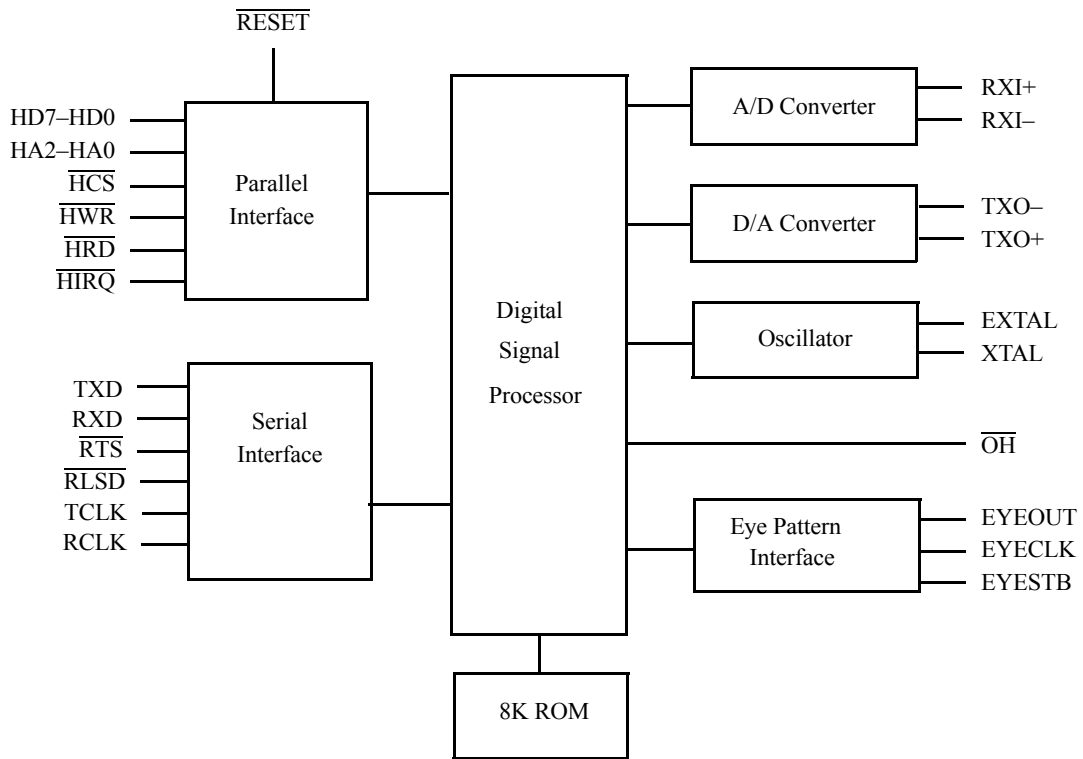 RESET
HD7–HD0
HA2–HA0
HCS
HWR
HRD
HIRQ
Parallel
Interface
TXD
RXD
RTS
RLSD
TCLK
RCLK
Serial
Interface
Digital
Signal
Processor
8K ROM
A/D Converter
RXI+
RXI–
D/A Converter
TXO–
TXO+
Oscillator
EXTAL
XTAL
OH
Eye Pattern
Interface
EYEOUT
EYECLK
EYESTB